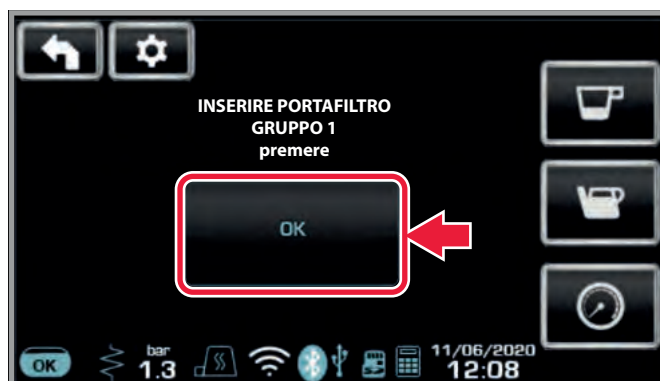 INSERIRE PORTAFILTRO
GRUPPO 1
premere
OK
OK
bar
1.3
11/06/2020
12:08